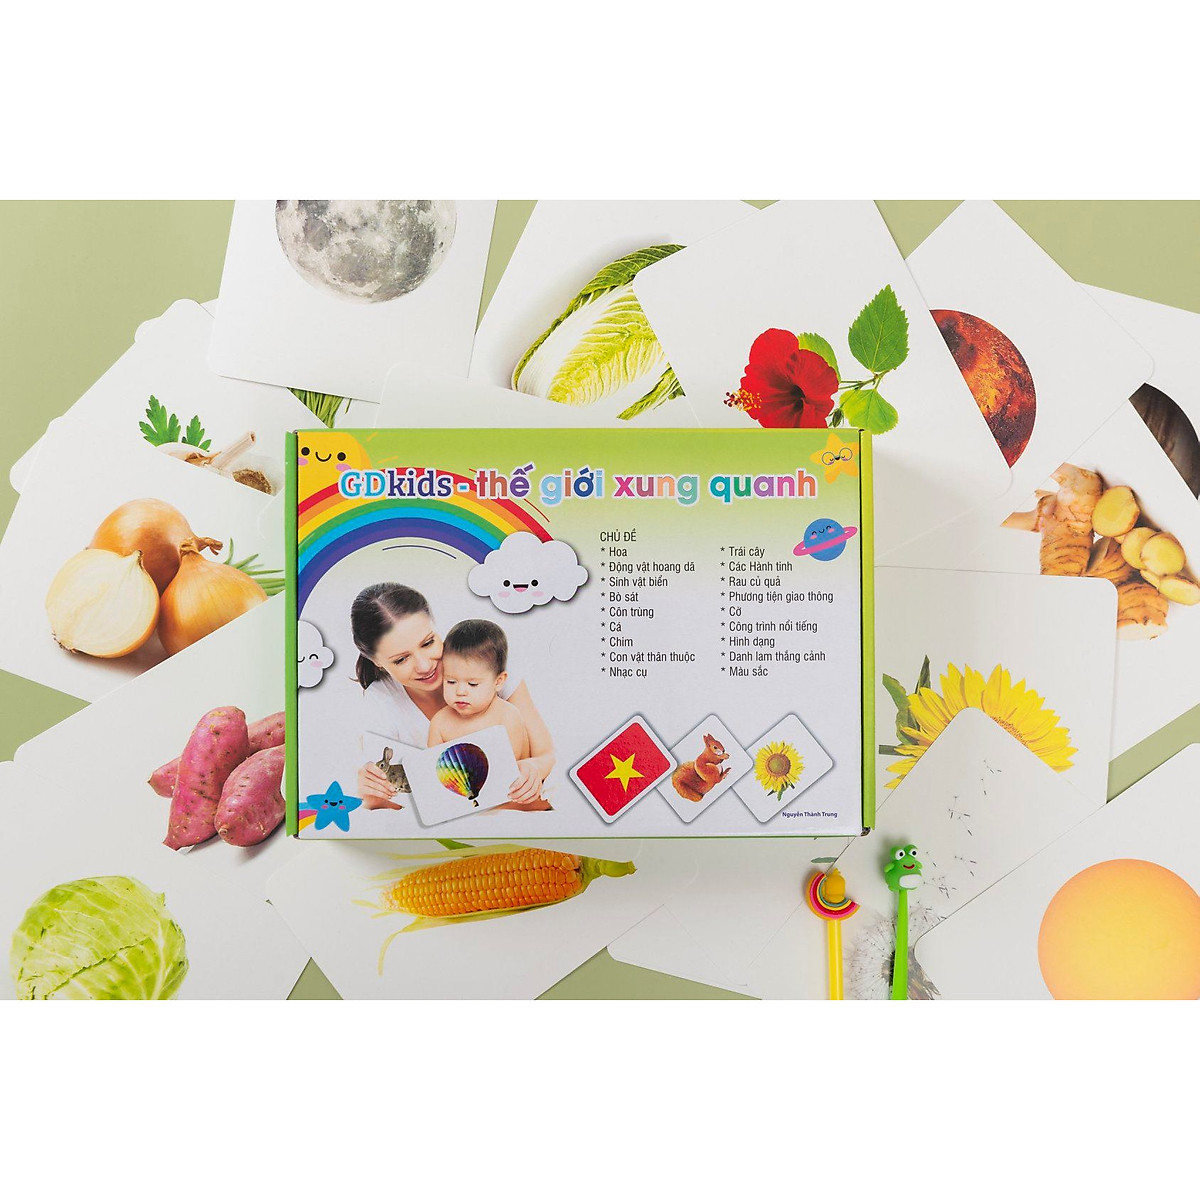 GDkids - thế giới xung quanh
CHỦ ĐỀ
* Hoa
* Động vật hoang dã
* Sinh vật biển
* Bò sát
* Côn trùng
* Cá
* Chim
* Con vật thân thuộc
* Nhạc cụ
* Trái cây
* Các Hành tinh
* Rau củ quả
* Phương tiện giao thông
* Cờ
* Công trình nổi tiếng
* Hình dạng
* Danh lam thắng cảnh
* Màu sắc
Nguyễn Thành Trung